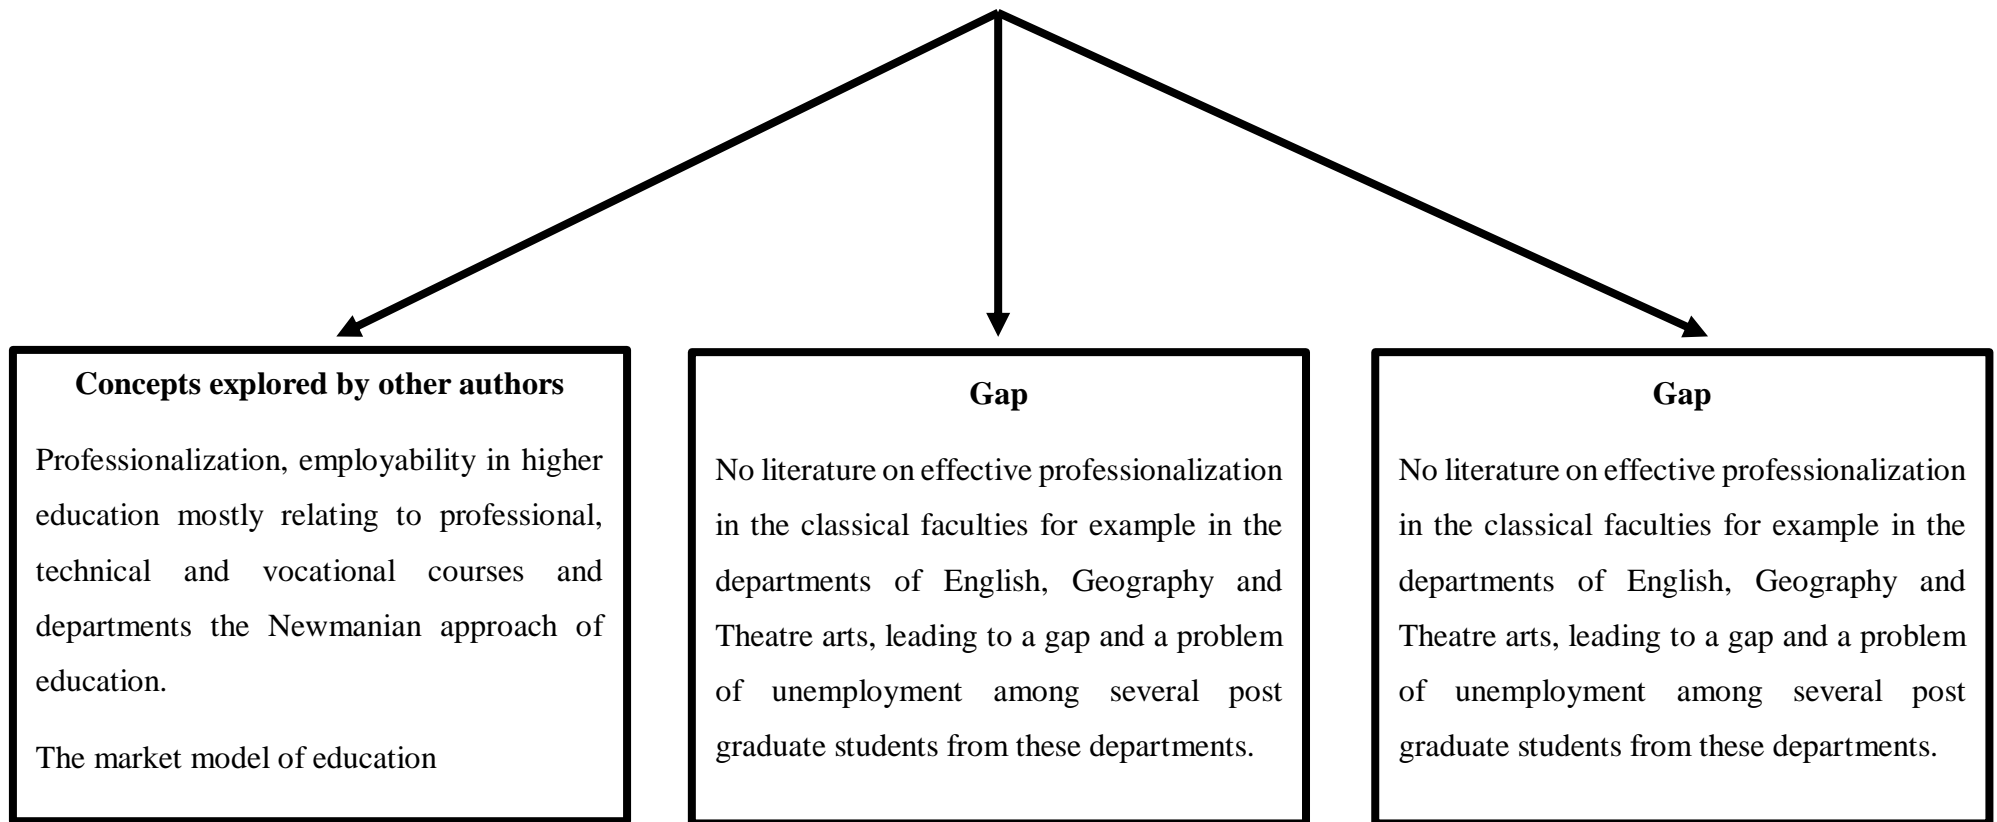 Concepts explored by other authors
Professionalization, employability in higher
education mostly relating to professional,
technical and vocational courses and
departments the Newmanian approach of
education.
The market model of education
Gap
No literature on effective professionalization
in the classical faculties for example in the
departments of English, Geography and
Theatre arts, leading to a gap and a problem
of unemployment among several post
graduate students from these departments.
Gap
No literature on effective professionalization
in the classical faculties for example in the
departments of English, Geography and
Theatre arts, leading to a gap and a problem
of unemployment among several post
graduate students from these departments.